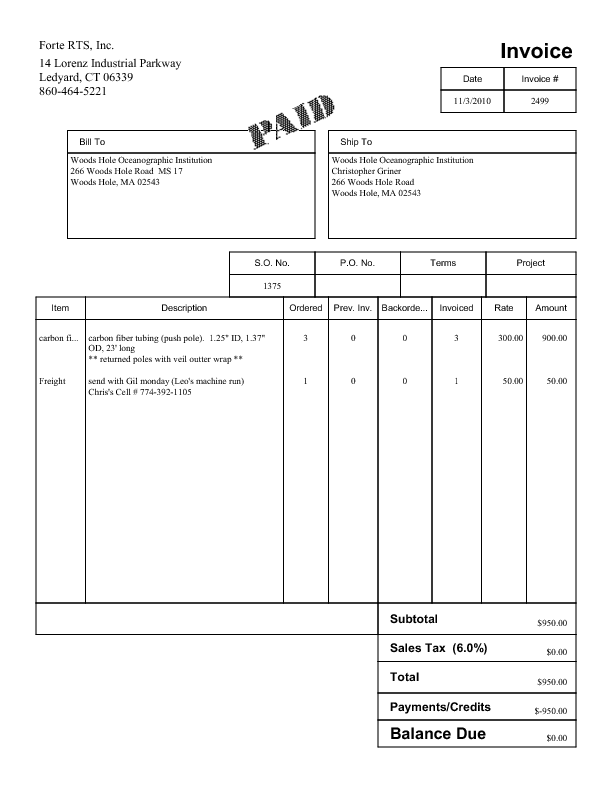 Forte RTS, Inc.
14 Lorenz Industrial Parkway
Ledyard, CT 06339
860-464-5221
Invoice
Date Invoice #
11/3/2010 2499
PAID
Bill To
Woods Hole Oceanographic Institution
266 Woods Hole Road MS 17
Woods Hole, MA 02543
Ship To
Woods Hole Oceanographic Institution
Christopher Griner
266 Woods Hole Road
Woods Hole, MA 02543
S.O. No. P.O. No. Terms Project
1375
Item Description Ordered Prev. Inv. Backorde... Invoiced Rate Amount
carbon fi... carbon fiber tubing (push pole). 1.25" ID, 1.37" 3 0 0 3 300.00 900.00
OD, 23' long
** returned poles with veil outter wrap **
Freight send with Gil monday (Leo's machine run) 1 0 0 1 50.00 50.00
Chris's Cell # 774-392-1105
Subtotal $950.00
Sales Tax (6.0%) $0.00
Total $950.00
Payments/Credits $-950.00
Balance Due $0.00